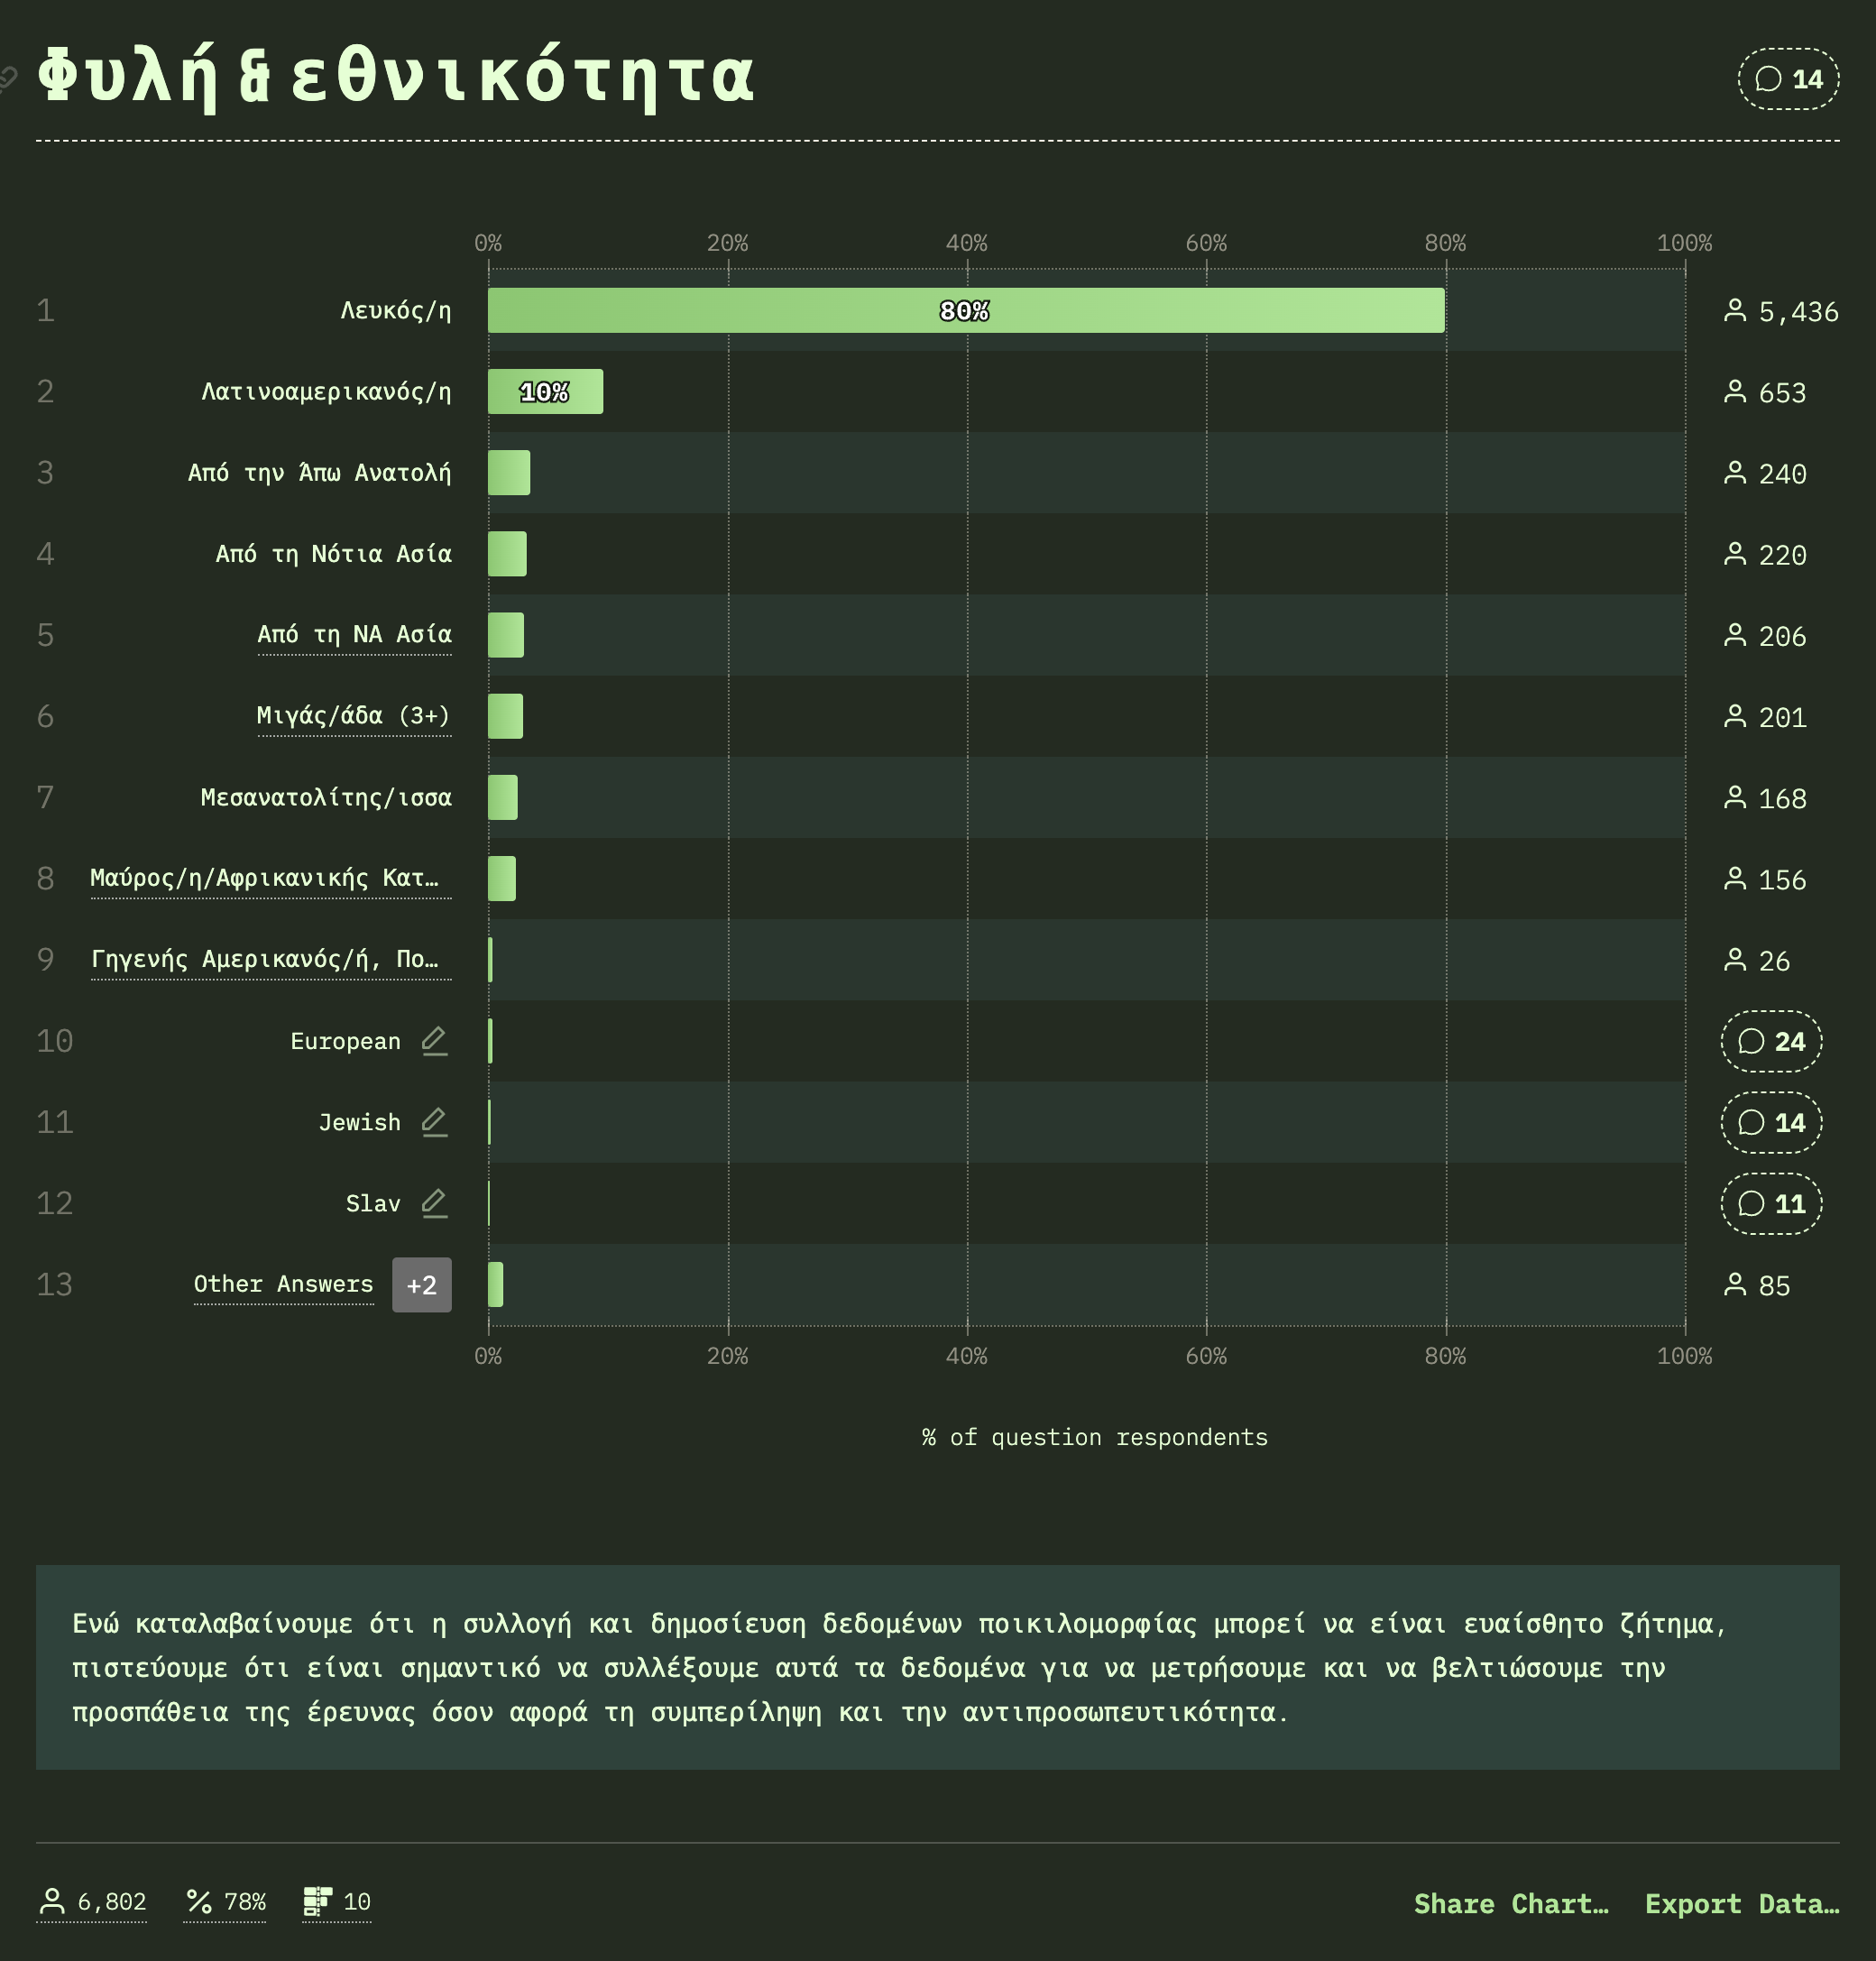 Φυλή & εθνικότητα
14
0% 20% 40% 60% 80% 100%
1 Λευκός/η 80% 5,436
2 Λατινοαμερικανός/η 10% 653
3 Από την Άπω Ανατολή 240
4 Από τη Νότια Ασία 220
5 Από τη ΝΑ Ασία 206
6 Μιγάς/άδα (3+) 201
7 Μεσανατολίτης/ισσα 168
8 Μαύρος/η/Αφρικανικής Κατ… 156
9 Γηγενής Αμερικανός/ή, Πο… 26
10 European 24
11 Jewish 14
12 Slav 11
13 Other Answers +2 85
0% 20% 40% 60% 80% 100%
% of question respondents
Ενώ καταλαβαίνουμε ότι η συλλογή και δημοσίευση δεδομένων ποικιλομορφίας μπορεί να είναι ευαίσθητο ζήτημα,
πιστεύουμε ότι είναι σημαντικό να συλλέξουμε αυτά τα δεδομένα για να μετρήσουμε και να βελτιώσουμε την
προσπάθεια της έρευνας όσον αφορά τη συμπερίληψη και την αντιπροσωπευτικότητα.
6,802 78% 10 Share Chart… Export Data…